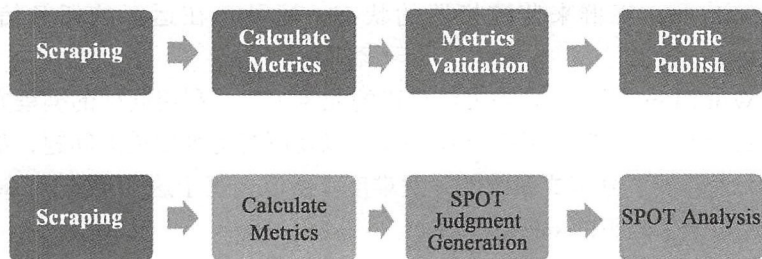 Scraping
Calculate
Metrics
Metrics
Validation
Profile
Publish
Scraping
Calculate
Metrics
SPOT
Judgment
Generation
SPOT Analysis